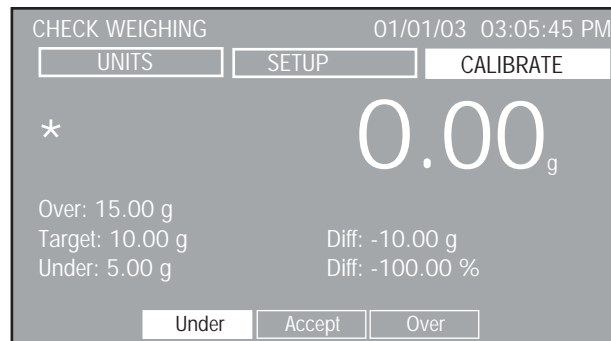 CHECK WEIGHING 01/01/03 03:05:45 PM
UNITS SETUP CALIBRATE
* 0.00 g
Over: 15.00 g
Target: 10.00 g Diff: -10.00 g
Under: 5.00 g Diff: -100.00 %
Under Accept Over